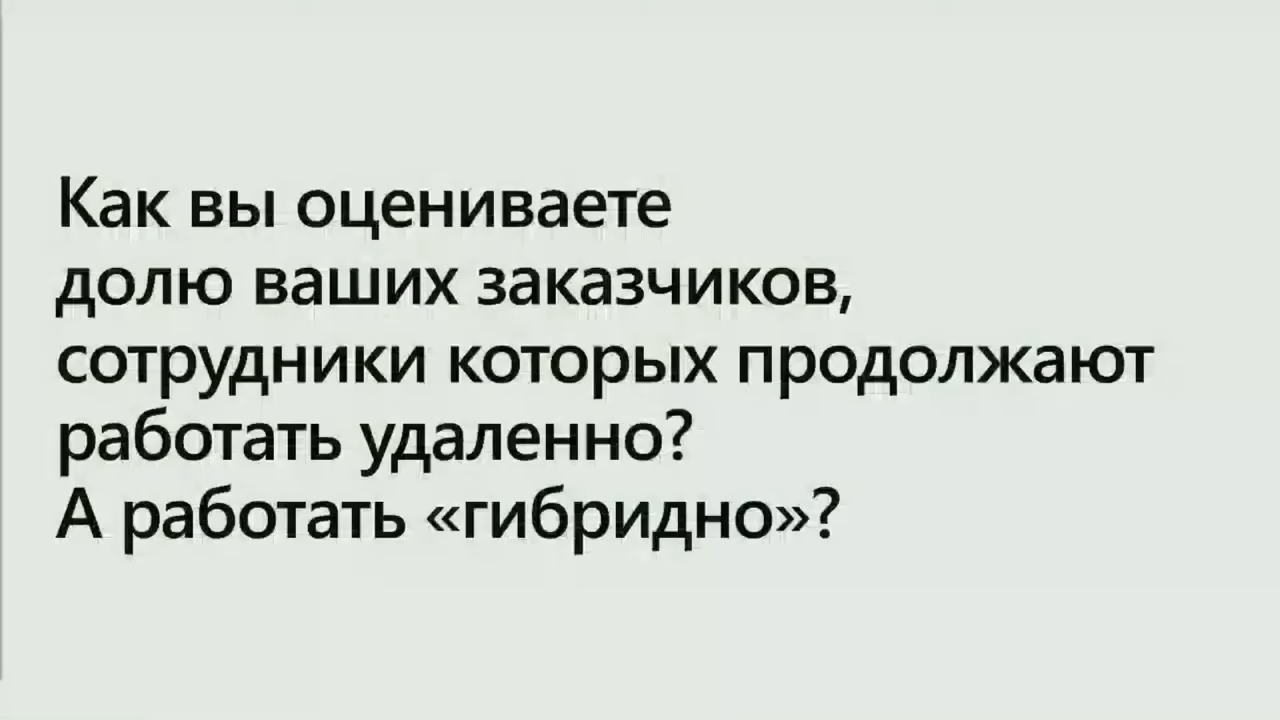 Как вы оцениваете
долю ваших заказчиков,
сотрудники которых продолжают
работать удаленно?
А работать «гибридно»?